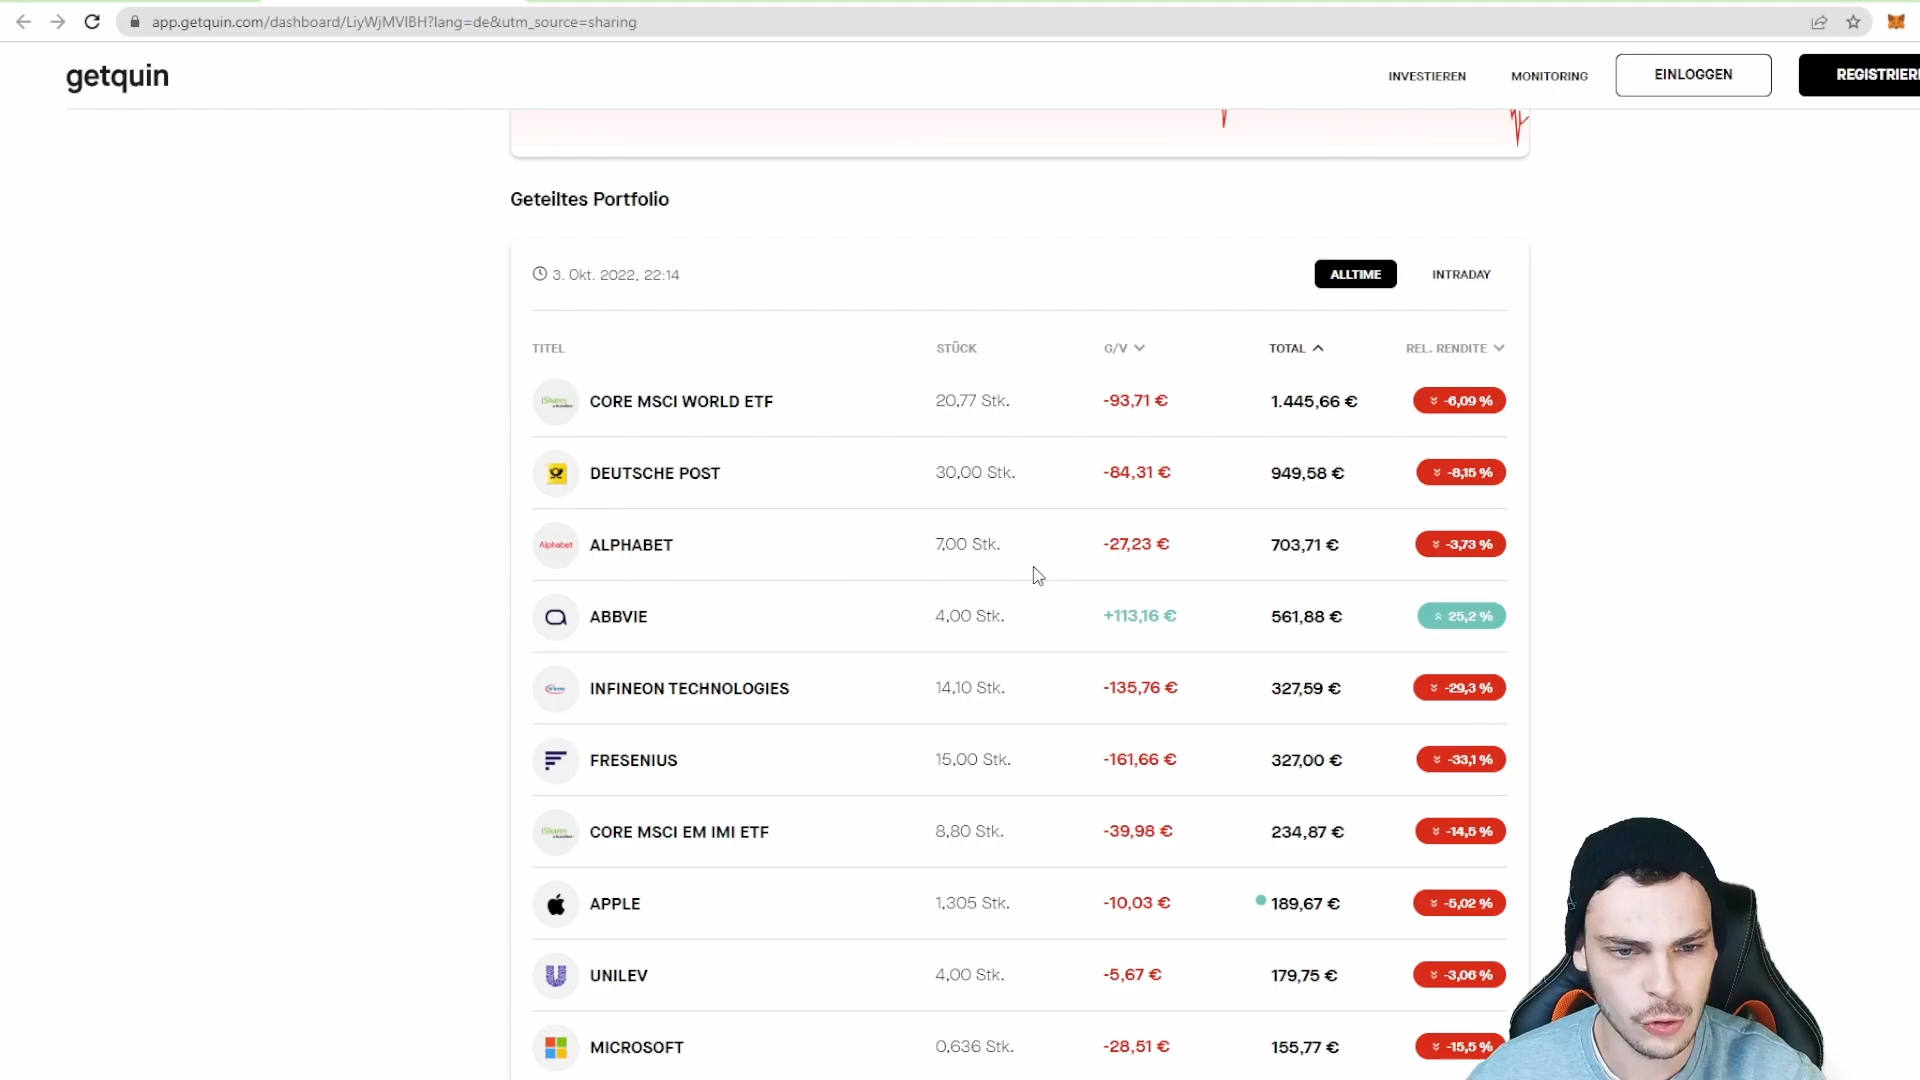 app.getquin.com/dashboard/LiyWjMVlBH?lang=de&utm_source=sharing
getquin
INVESTIEREN
MONITORING
EINLOGGEN
REGISTRIER
Geteiltes Portfolio
3. Okt. 2022, 22:14
ALLTIME
INTRADAY
TITEL STÜCK G/V TOTAL REL. RENDITE
iShares CORE MSCI WORLD ETF 20,77 Stk. -93,71 € 1.445,66 € -6,09 %
DEUTSCHE POST 30,00 Stk. -84,31 € 949,58 € -8,15 %
Alphabet ALPHABET 7,00 Stk. -27,23 € 703,71 € -3,73 %
ABBVIE 4,00 Stk. +113,16 € 561,88 € 25,2 %
INFINEON TECHNOLOGIES 14,10 Stk. -135,76 € 327,59 € -29,3 %
FRESENIUS 15,00 Stk. -161,66 € 327,00 € -33,1 %
iShares CORE MSCI EM IMI ETF 8,80 Stk. -39,98 € 234,87 € -14,5 %
APPLE 1,305 Stk. -10,03 € 189,67 € -5,02 %
UNILEV 4,00 Stk. -5,67 € 179,75 € -3,06 %
MICROSOFT 0,636 Stk. -28,51 € 155,77 € -15,5 %